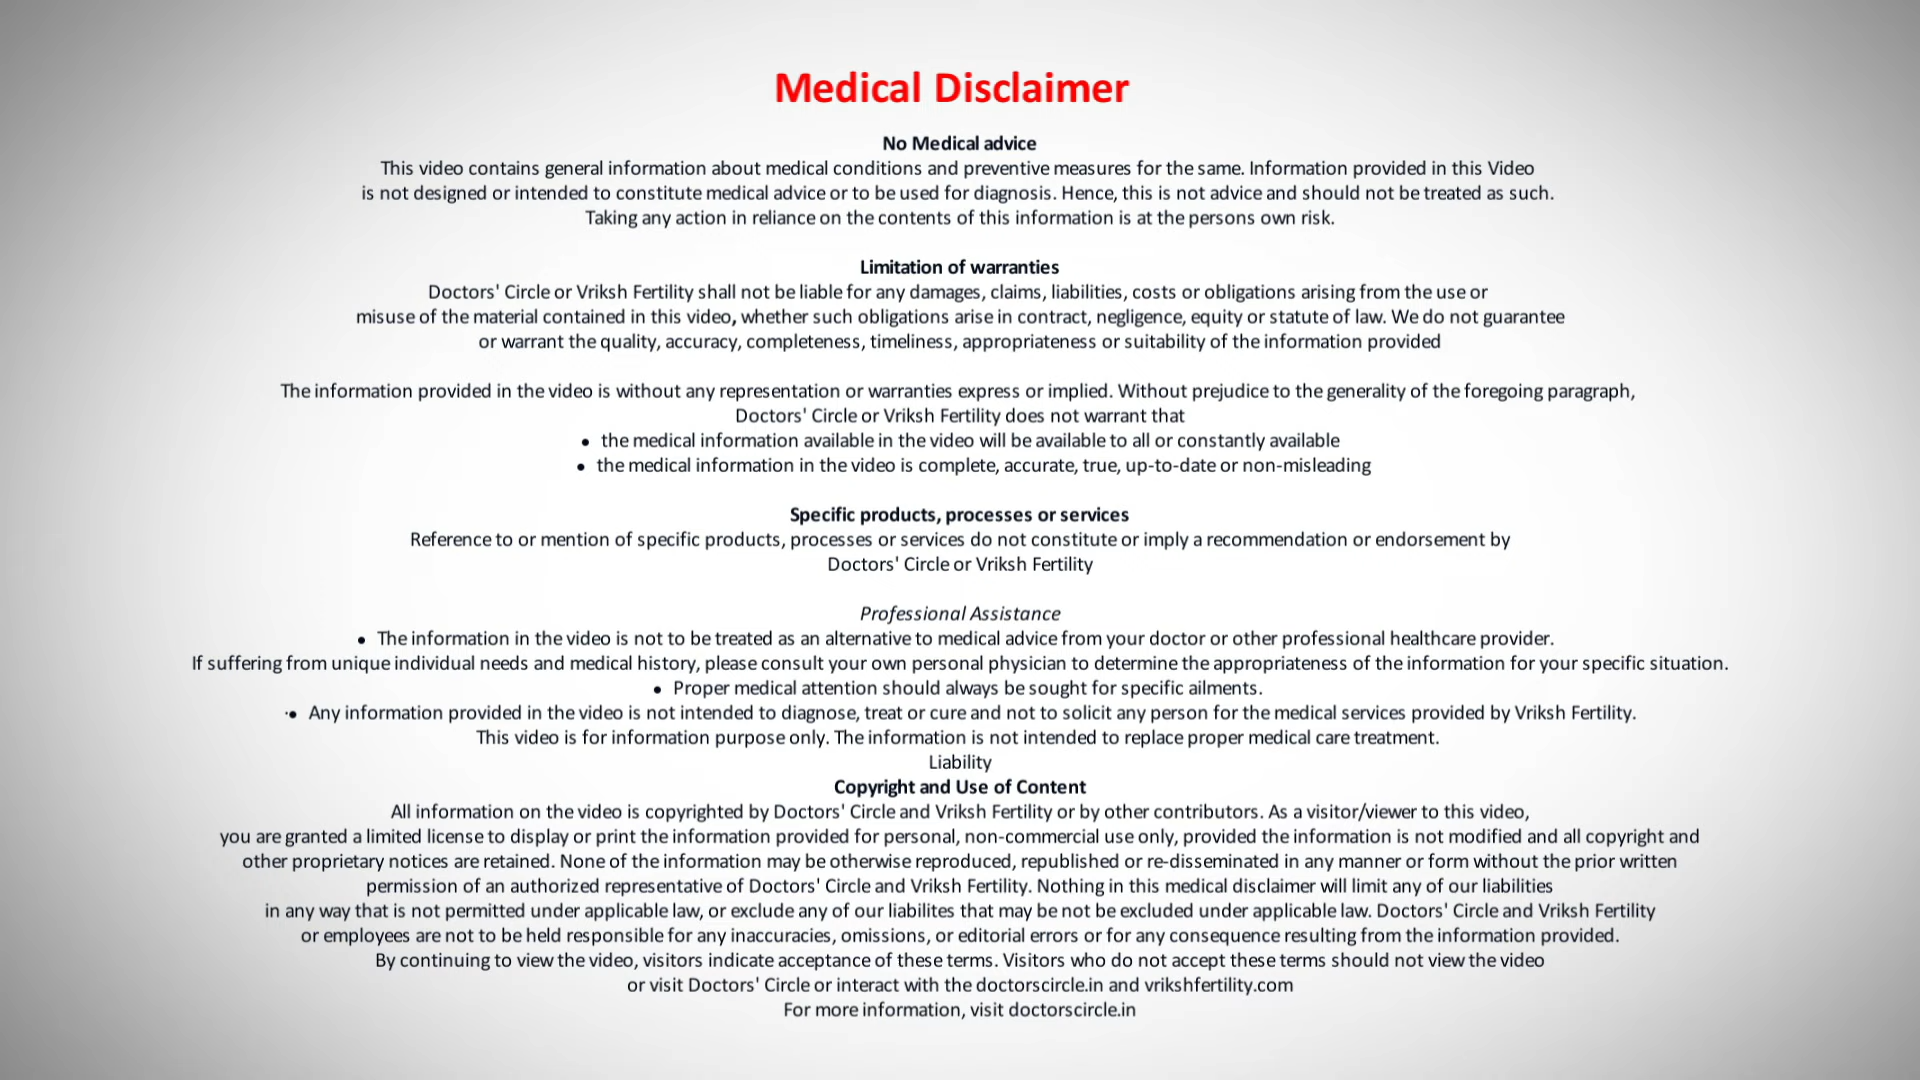 Medical Disclaimer
No Medical advice
This video contains general information about medical conditions and preventive measures for the same. Information provided in this Video
is not designed or intended to constitute medical advice or to be used for diagnosis. Hence, this is not advice and should not be treated as such.
Taking any action in reliance on the contents of this information is at the persons own risk.
Limitation of warranties
Doctors' Circle or Vriksh Fertility shall not be liable for any damages, claims, liabilities, costs or obligations arising from the use or
misuse of the material contained in this video, whether such obligations arise in contract, negligence, equity or statute of law. We do not guarantee
or warrant the quality, accuracy, completeness, timeliness, appropriateness or suitability of the information provided
The information provided in the video is without any representation or warranties express or implied. Without prejudice to the generality of the foregoing paragraph,
Doctors' Circle or Vriksh Fertility does not warrant that
• the medical information available in the video will be available to all or constantly available
• the medical information in the video is complete, accurate, true, up-to-date or non-misleading
Specific products, processes or services
Reference to or mention of specific products, processes or services do not constitute or imply a recommendation or endorsement by
Doctors' Circle or Vriksh Fertility
Professional Assistance
• The information in the video is not to be treated as an alternative to medical advice from your doctor or other professional healthcare provider.
If suffering from unique individual needs and medical history, please consult your own personal physician to determine the appropriateness of the information for your specific situation.
• Proper medical attention should always be sought for specific ailments.
·• Any information provided in the video is not intended to diagnose, treat or cure and not to solicit any person for the medical services provided by Vriksh Fertility.
This video is for information purpose only. The information is not intended to replace proper medical care treatment.
Liability
Copyright and Use of Content
All information on the video is copyrighted by Doctors' Circle and Vriksh Fertility or by other contributors. As a visitor/viewer to this video,
you are granted a limited license to display or print the information provided for personal, non-commercial use only, provided the information is not modified and all copyright and
other proprietary notices are retained. None of the information may be otherwise reproduced, republished or re-disseminated in any manner or form without the prior written
permission of an authorized representative of Doctors' Circle and Vriksh Fertility. Nothing in this medical disclaimer will limit any of our liabilities
in any way that is not permitted under applicable law, or exclude any of our liabilites that may be not be excluded under applicable law. Doctors' Circle and Vriksh Fertility
or employees are not to be held responsible for any inaccuracies, omissions, or editorial errors or for any consequence resulting from the information provided.
By continuing to view the video, visitors indicate acceptance of these terms. Visitors who do not accept these terms should not view the video
or visit Doctors' Circle or interact with the doctorscircle.in and vrikshfertility.com
For more information, visit doctorscircle.in